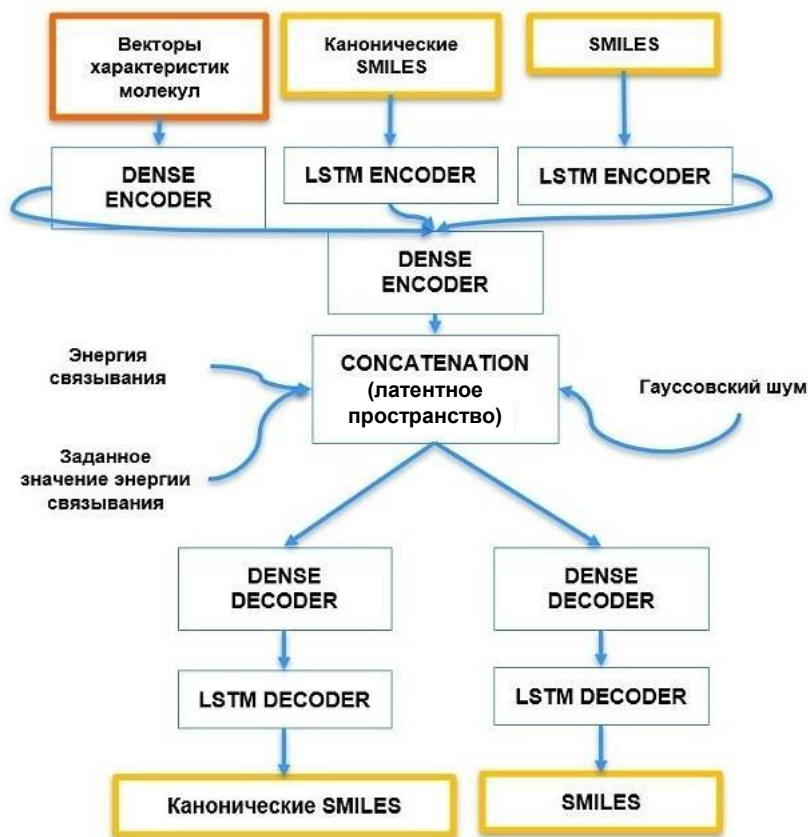 Векторы
характеристик
молекул
Канонические
SMILES
SMILES
DENSE
ENCODER
LSTM ENCODER
LSTM ENCODER
DENSE
ENCODER
Энергия
связывания
CONCATENATION
(латентное
пространство)
Гауссовский шум
Заданное
значение энергии
связывания
DENSE
DECODER
DENSE
DECODER
LSTM DECODER
LSTM DECODER
Канонические SMILES
SMILES